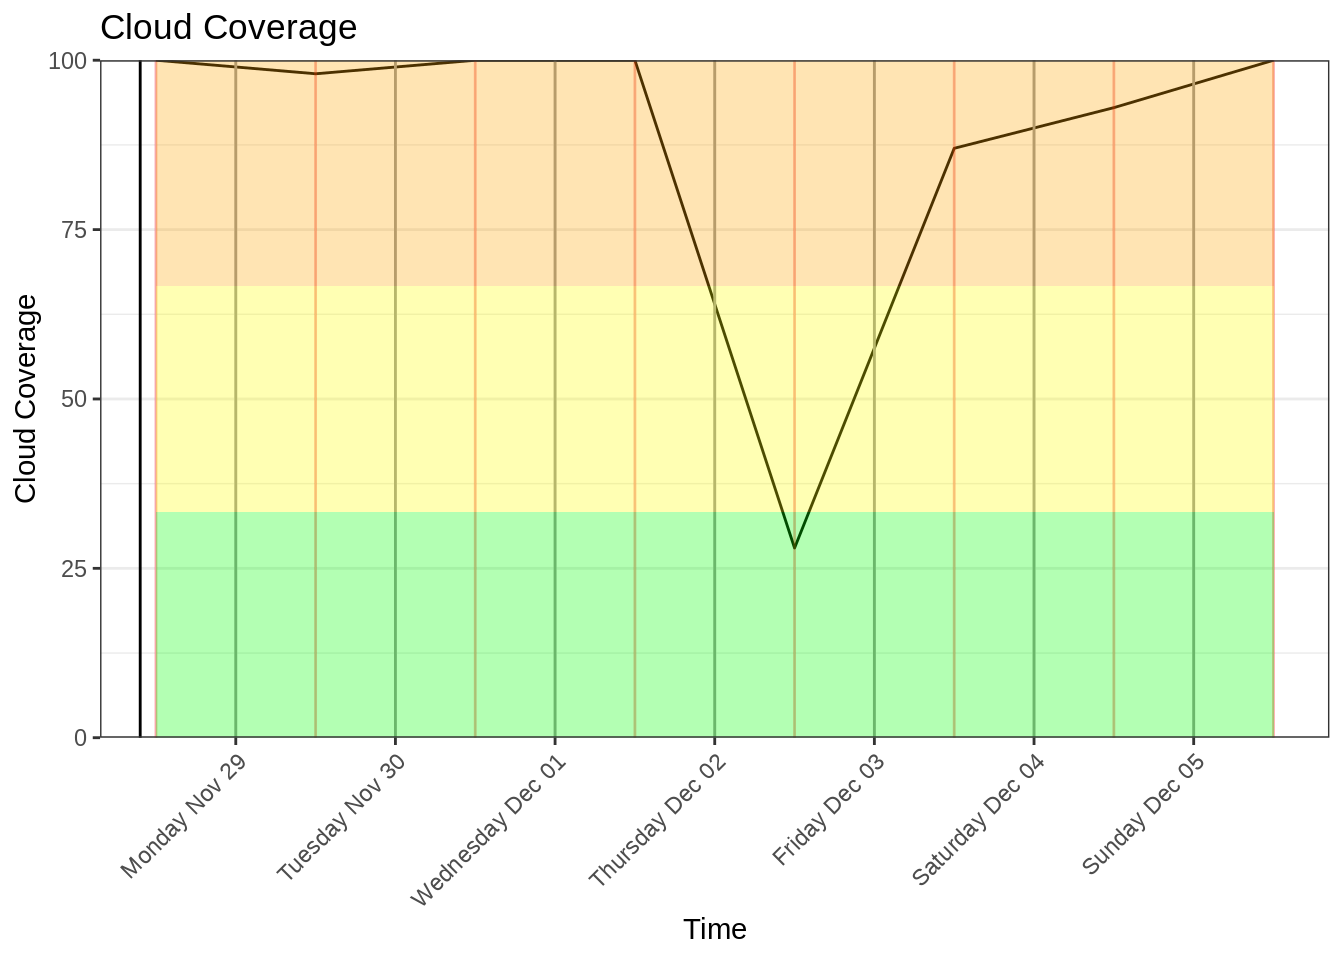 Cloud Coverage
100
75
50
25
0
Cloud Coverage
Monday Nov 29
Tuesday Nov 30
Wednesday Dec 01
Thursday Dec 02
Friday Dec 03
Saturday Dec 04
Sunday Dec 05
Time